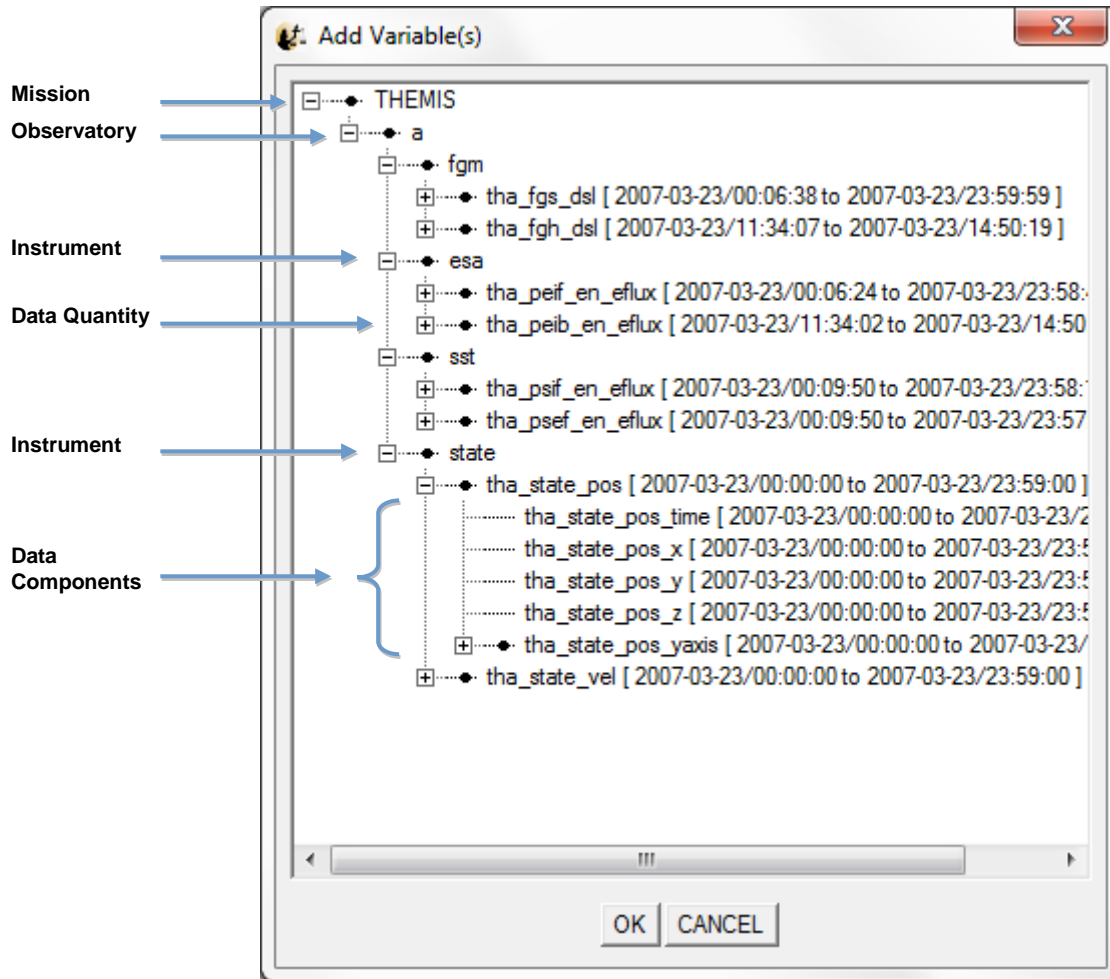 Add Variable(s)
Mission
THEMIS
Observatory
a
fgm
tha_fgs_dsl [ 2007-03-23/00:06:38 to 2007-03-23/23:59:59 ]
tha_fgh_dsl [ 2007-03-23/11:34:07 to 2007-03-23/14:50:19 ]
Instrument
esa
tha_peif_en_eflux [ 2007-03-23/00:06:24 to 2007-03-23/23:58:
Data Quantity
tha_peib_en_eflux [ 2007-03-23/11:34:02 to 2007-03-23/14:50
sst
tha_psif_en_eflux [ 2007-03-23/00:09:50 to 2007-03-23/23:58:
tha_psef_en_eflux [ 2007-03-23/00:09:50 to 2007-03-23/23:57
Instrument
state
tha_state_pos [ 2007-03-23/00:00:00 to 2007-03-23/23:59:00 ]
tha_state_pos_time [ 2007-03-23/00:00:00 to 2007-03-23/2
Data
Components
tha_state_pos_x [ 2007-03-23/00:00:00 to 2007-03-23/23:5
tha_state_pos_y [ 2007-03-23/00:00:00 to 2007-03-23/23:5
tha_state_pos_z [ 2007-03-23/00:00:00 to 2007-03-23/23:5
tha_state_pos_yaxis [ 2007-03-23/00:00:00 to 2007-03-23/
tha_state_vel [ 2007-03-23/00:00:00 to 2007-03-23/23:59:00 ]
OK
CANCEL